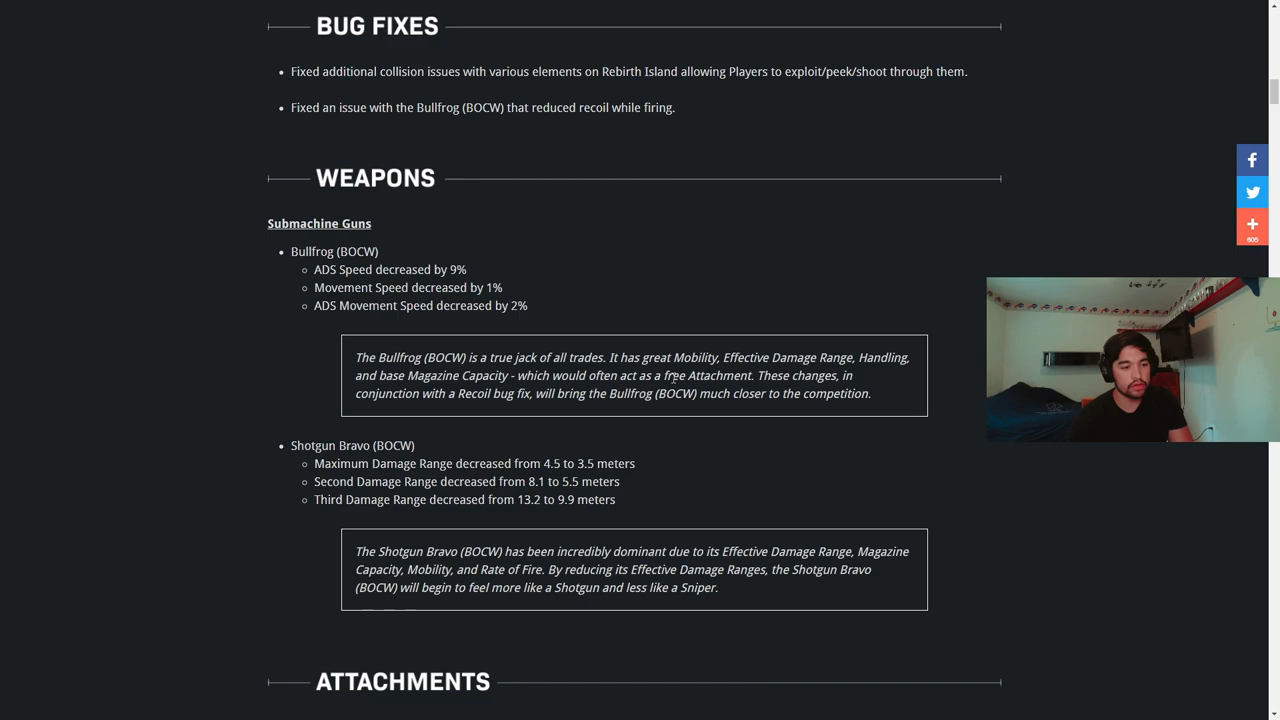 BUG FIXES
Fixed additional collision issues with various elements on Rebirth Island allowing Players to exploit/peek/shoot through them.
Fixed an issue with the Bullfrog (BOCW) that reduced recoil while firing.
WEAPONS
Submachine Guns
Bullfrog (BOCW)
ADS Speed decreased by 9%
Movement Speed decreased by 1%
ADS Movement Speed decreased by 2%
The Bullfrog (BOCW) is a true jack of all trades. It has great Mobility, Effective Damage Range, Handling,
and base Magazine Capacity - which would often act as a free Attachment. These changes, in
conjunction with a Recoil bug fix, will bring the Bullfrog (BOCW) much closer to the competition.
Shotgun Bravo (BOCW)
Maximum Damage Range decreased from 4.5 to 3.5 meters
Second Damage Range decreased from 8.1 to 5.5 meters
Third Damage Range decreased from 13.2 to 9.9 meters
The Shotgun Bravo (BOCW) has been incredibly dominant due to its Effective Damage Range, Magazine
Capacity, Mobility, and Rate of Fire. By reducing its Effective Damage Ranges, the Shotgun Bravo
(BOCW) will begin to feel more like a Shotgun and less like a Sniper.
ATTACHMENTS
605